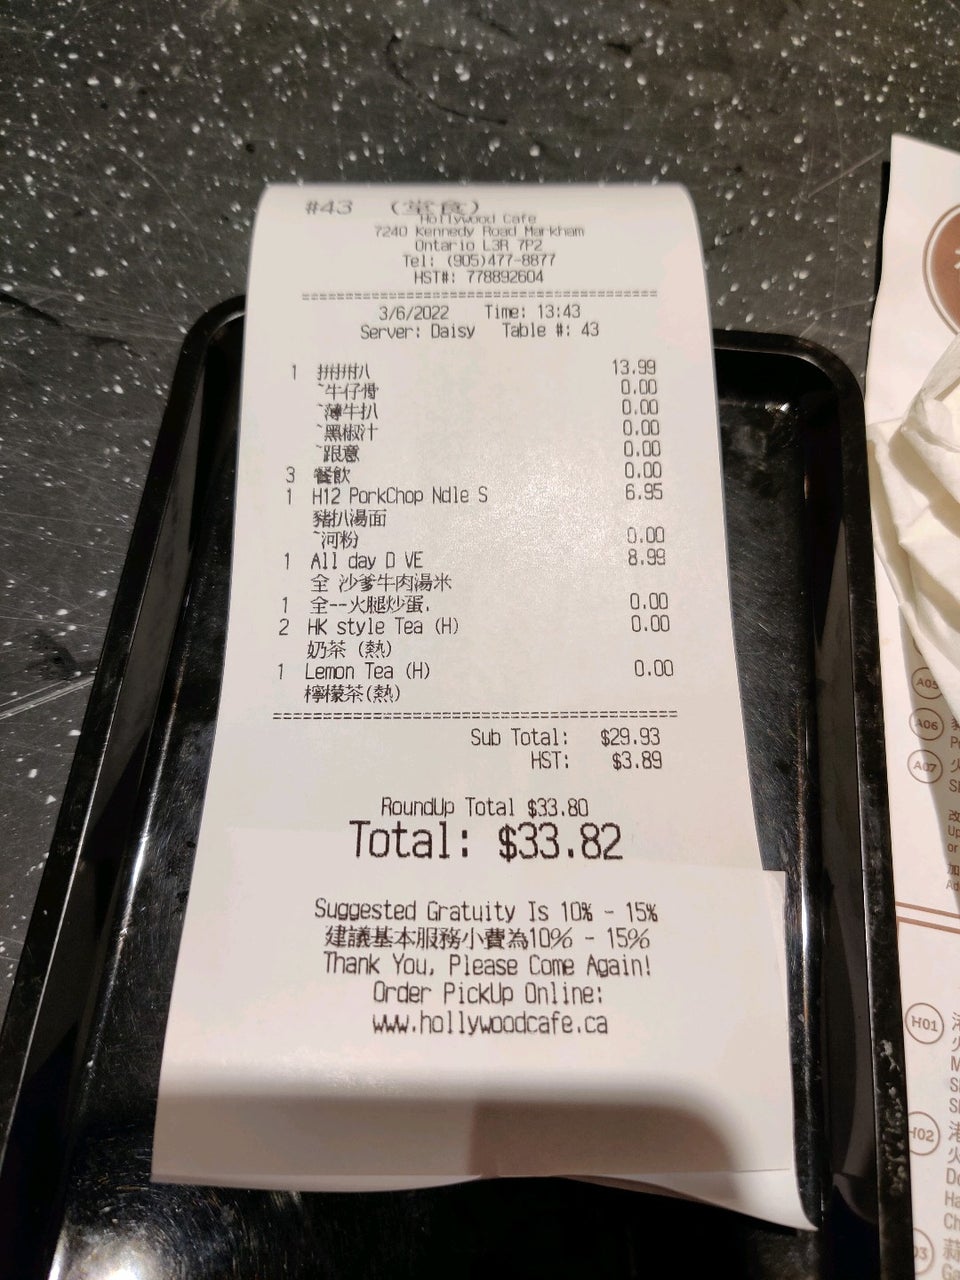 #43 (堂食)
Hollywood Cafe
7240 Kennedy Road Markham
Ontario L3R 7P2
Tel: (905)477-8877
HST#: 778892604
3/6/2022 Time: 13:43
Server: Daisy Table #: 43
1 拼拼扒 13.99
`牛仔骨 0.00
`薄牛扒 0.00
`黑椒汁 0.00
`跟意 0.00
3 餐飲 0.00
1 H12 PorkChop Ndle S 6.95
豬扒湯面
`河粉 0.00
1 All day D VE 8.99
全 沙爹牛肉湯米
1 全--火腿炒蛋. 0.00
2 HK style Tea (H) 0.00
奶茶 (熱)
1 Lemon Tea (H) 0.00
檸檬茶(熱)
Sub Total: $29.93
HST: $3.89
RoundUp Total $33.80
Total: $33.82
Suggested Gratuity Is 10% - 15%
建議基本服務小費為10% - 15%
Thank You, Please Come Again!
Order PickUp Online:
www.hollywoodcafe.ca
A05
A06
A07
H01
H02